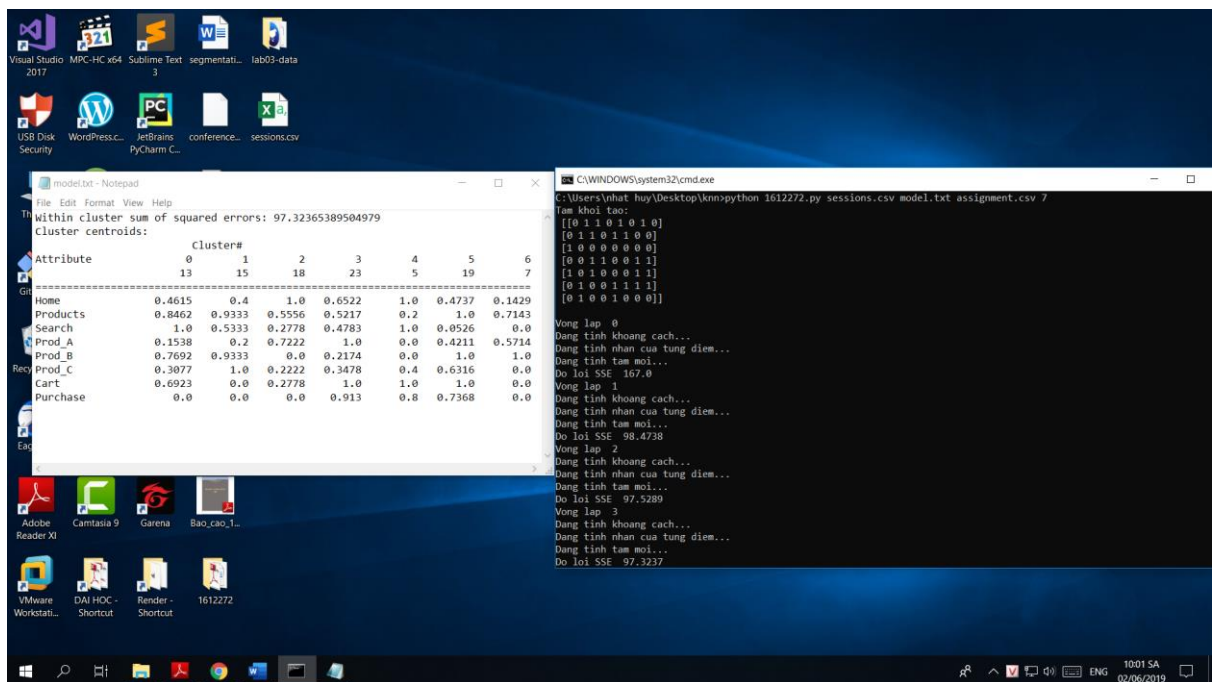 Visual Studio 2017
MPC-HC x64
Sublime Text 3
segmentati...
lab03-data
USB Disk Security
WordPress.c...
JetBrains PyCharm C...
conference...
sessions.csv
model.txt - Notepad
File Edit Format View Help
Within cluster sum of squared errors: 97.32365389504979
Cluster centroids:
Cluster#
Attribute 0 1 2 3 4 5 6
13 15 18 23 5 19 7
================================================================
Home 0.4615 0.4 1.0 0.6522 1.0 0.4737 0.1429
Products 0.8462 0.9333 0.5556 0.5217 0.2 1.0 0.7143
Search 1.0 0.5333 0.2778 0.4783 1.0 0.0526 0.0
Prod_A 0.1538 0.2 0.7222 1.0 0.0 0.4211 0.5714
Prod_B 0.7692 0.9333 0.0 0.2174 0.0 1.0 1.0
Prod_C 0.3077 1.0 0.2222 0.3478 0.4 0.6316 0.0
Cart 0.6923 0.0 0.2778 1.0 1.0 1.0 0.0
Purchase 0.0 0.0 0.0 0.913 0.8 0.7368 0.0
C:\WINDOWS\system32\cmd.exe
C:\Users\nhat huy\Desktop\knn>python 1612272.py sessions.csv model.txt assignment.csv 7
Tam khoi tao:
[[0 1 1 0 1 0 1 0]
[0 1 1 0 1 1 0 0]
[1 0 0 0 0 0 0 0]
[0 0 1 1 0 0 1 1]
[1 0 1 0 0 0 1 1]
[0 1 0 0 1 1 1 1]
[0 1 0 0 1 0 0 0]]
Vong lap 0
Dang tinh khoang cach...
Dang tinh nhan cua tung diem...
Dang tinh tam moi...
Do loi SSE 167.0
Vong lap 1
Dang tinh khoang cach...
Dang tinh nhan cua tung diem...
Dang tinh tam moi...
Do loi SSE 98.4738
Vong lap 2
Dang tinh khoang cach...
Dang tinh nhan cua tung diem...
Dang tinh tam moi...
Do loi SSE 97.5289
Vong lap 3
Dang tinh khoang cach...
Dang tinh nhan cua tung diem...
Dang tinh tam moi...
Do loi SSE 97.3237
Adobe Reader XI
Camtasia 9
Garena
Bao_cao_1...
VMware Workstati...
DAI HOC - Shortcut
Render - Shortcut
1612272
ENG
10:01 SA
02/06/2019